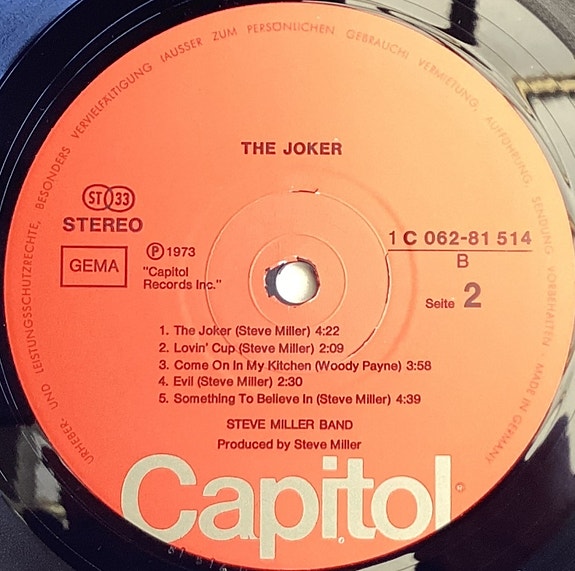 URHEBER- UND LEISTUNGSSCHUTZRECHTE, BESONDERS VERVIELFÄLTIGUNG (AUSSER ZUM PERSÖNLICHEN GEBRAUCH) VERMIETUNG, AUFFÜHRUNG, SENDUNG VORBEHALTEN · MADE IN GERMANY
THE JOKER
ST 33
STEREO
GEMA
℗ 1973
"Capitol
Records Inc."
1 C 062-81 514
B
Seite 2
1. The Joker (Steve Miller) 4:22
2. Lovin' Cup (Steve Miller) 2:09
3. Come On In My Kitchen (Woody Payne) 3:58
4. Evil (Steve Miller) 2:30
5. Something To Believe In (Steve Miller) 4:39
STEVE MILLER BAND
Produced by Steve Miller
Capitol®